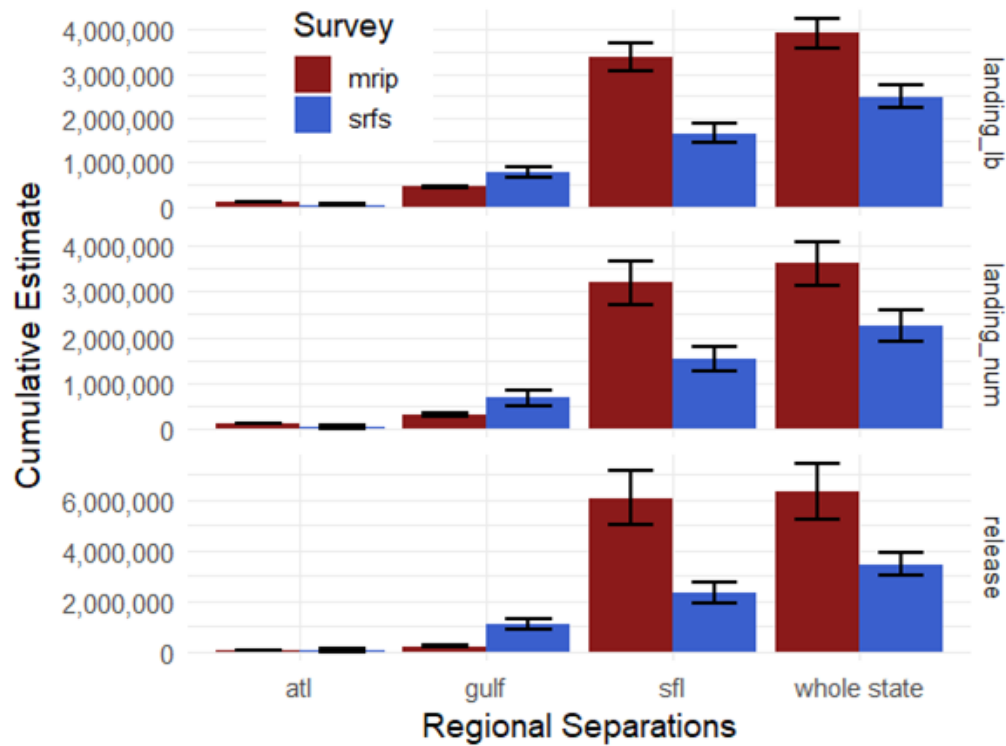 Survey
mrip
srfs
Cumulative Estimate
4,000,000
3,000,000
2,000,000
1,000,000
0
landing_lb
4,000,000
3,000,000
2,000,000
1,000,000
0
landing_num
6,000,000
4,000,000
2,000,000
0
release
atl gulf sfl whole state
Regional Separations